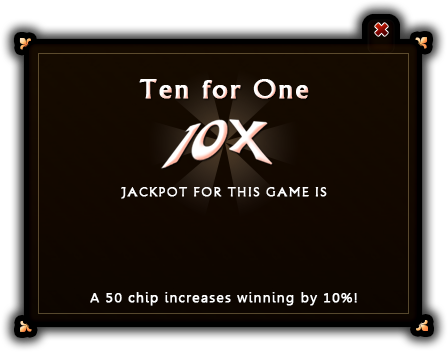 Ten for One
10X
JACKPOT FOR THIS GAME IS
A 50 chip increases winning by 10%!